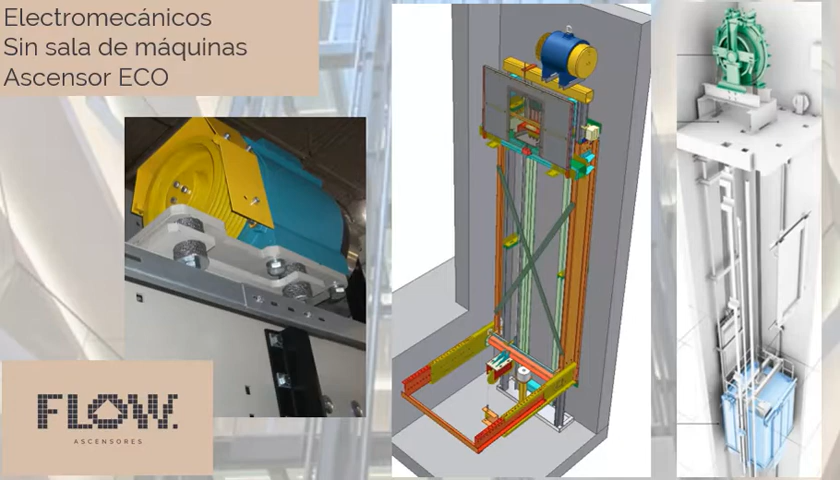 Electromecánicos
Sin sala de máquinas
Ascensor ECO
FLOW.
ASCENSORES